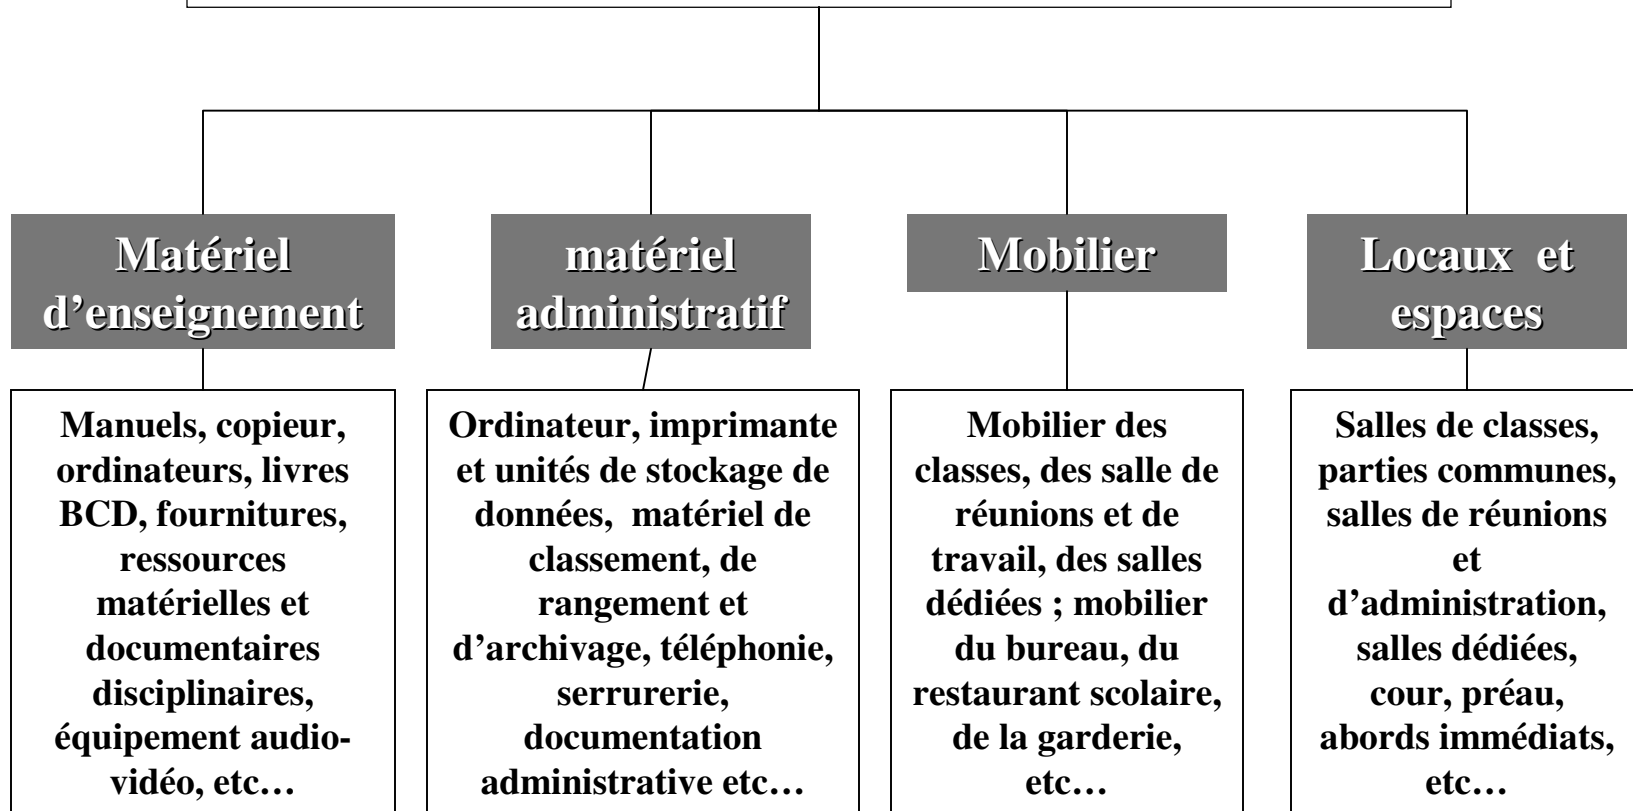 Matériel
d’enseignement
matériel
administratif
Mobilier
Locaux et
espaces
Manuels, copieur,
ordinateurs, livres
BCD, fournitures,
ressources
matérielles et
documentaires
disciplinaires,
équipement audio-
vidéo, etc…
Ordinateur, imprimante
et unités de stockage de
données, matériel de
classement, de
rangement et
d’archivage, téléphonie,
serrurerie,
documentation
administrative etc…
Mobilier des
classes, des salle de
réunions et de
travail, des salles
dédiées ; mobilier
du bureau, du
restaurant scolaire,
de la garderie,
etc…
Salles de classes,
parties communes,
salles de réunions
et
d’administration,
salles dédiées,
cour, préau,
abords immédiats,
etc…